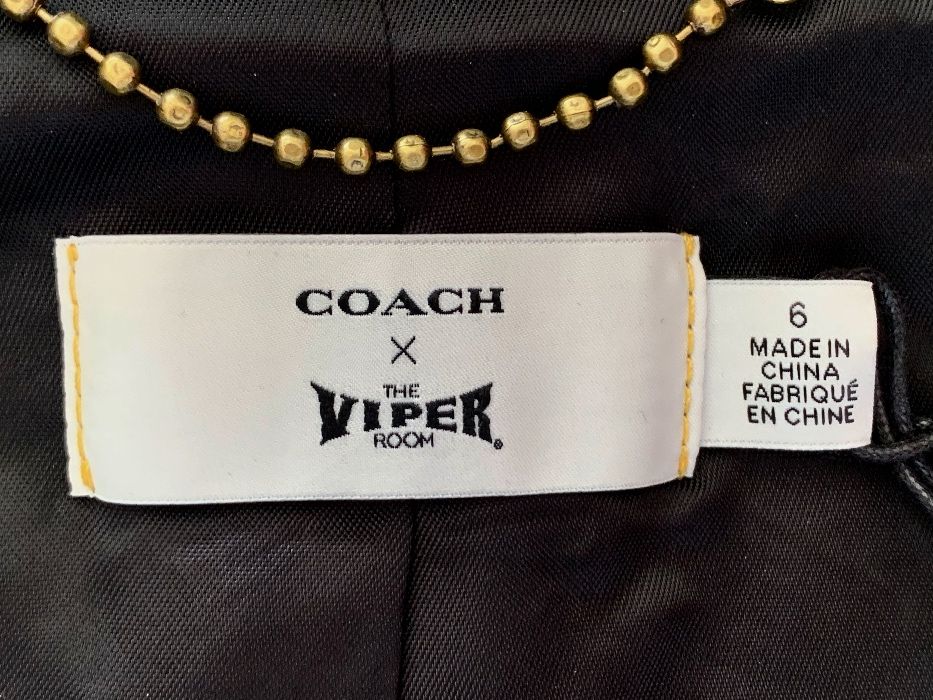 COACH
X
THE
VIPER
ROOM®
6
MADE IN
CHINA
FABRIQUÉ
EN CHINE